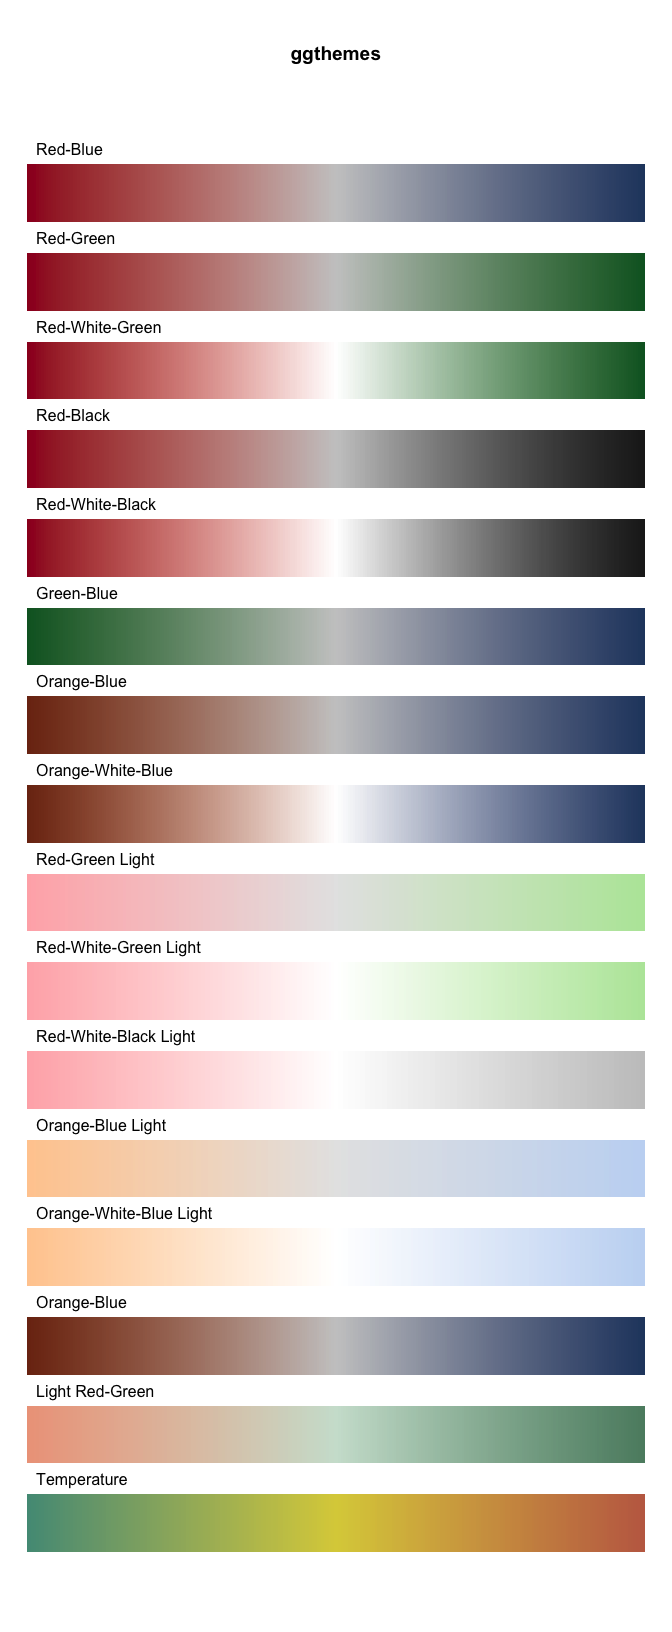 ggthemes
Red-Blue
Red-Green
Red-White-Green
Red-Black
Red-White-Black
Green-Blue
Orange-Blue
Orange-White-Blue
Red-Green Light
Red-White-Green Light
Red-White-Black Light
Orange-Blue Light
Orange-White-Blue Light
Orange-Blue
Light Red-Green
Temperature